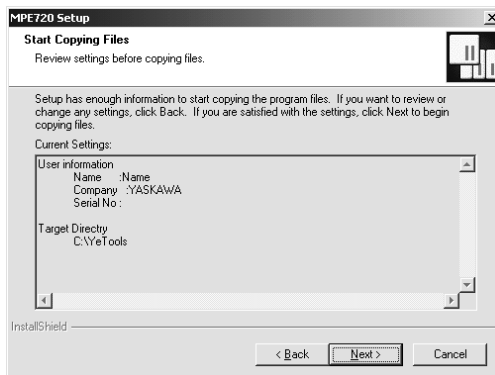 MPE720 Setup
Start Copying Files
Review settings before copying files.
Setup has enough information to start copying the program files. If you want to review or
change any settings, click Back. If you are satisfied with the settings, click Next to begin
copying files.
Current Settings:
User information
Name :Name
Company :YASKAWA
Serial No :
Target Directry
C:\YeTools
InstallShield
< Back Next > Cancel